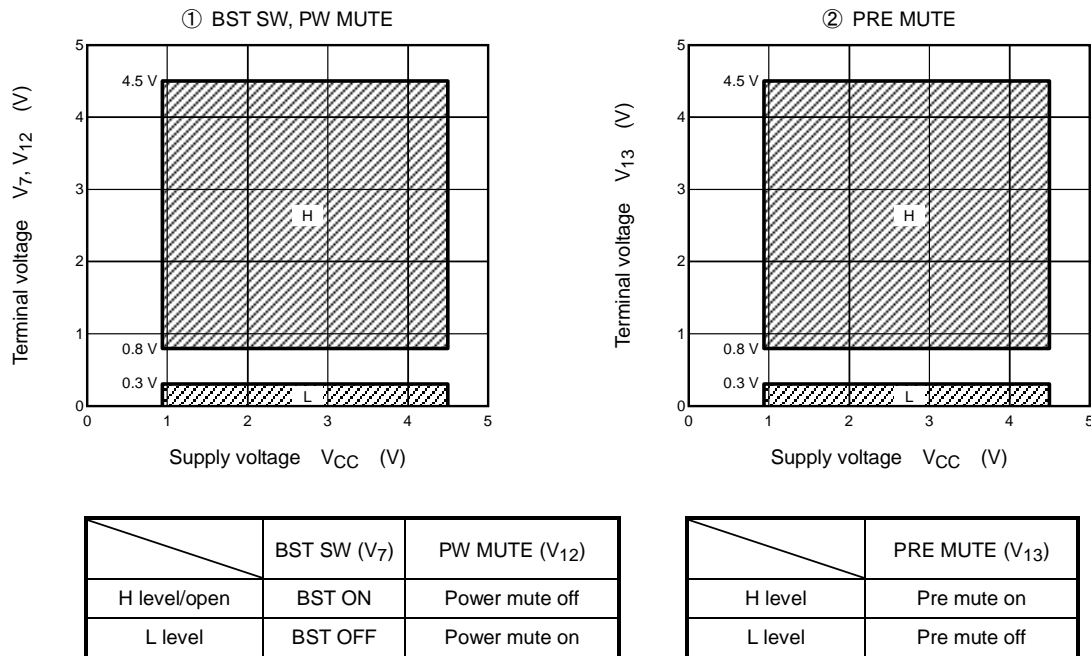 ① BST SW, PW MUTE
5
4.5 V
4
3
H
2
1
0.8 V
0.3 V
L
0
0 1 2 3 4 5
Terminal voltage V7, V12 (V)
Supply voltage VCC (V)
② PRE MUTE
5
4.5 V
4
3
H
2
1
0.8 V
0.3 V
L
0
0 1 2 3 4 5
Terminal voltage V13 (V)
Supply voltage VCC (V)
BST SW (V7) PW MUTE (V12)
H level/open BST ON Power mute off
L level BST OFF Power mute on
PRE MUTE (V13)
H level Pre mute on
L level Pre mute off